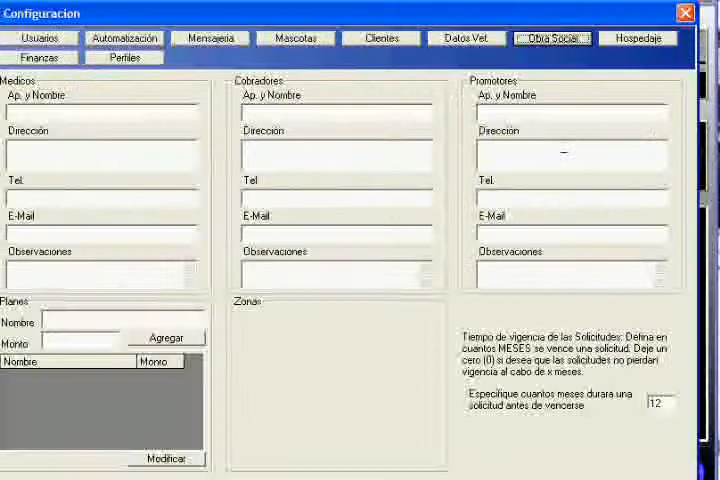 Configuracion
Usuarios
Automatización
Mensajeria
Mascotas
Clientes
Datos Vet.
Obra Social
Hospedaje
Finanzas
Perfiles
Medicos
Ap. y Nombre
Dirección
Tel.
E-Mail
Observaciones
Cobradores
Ap. y Nombre
Dirección
Tel
E-Mail
Observaciones
Promotores
Ap. y Nombre
Dirección
Tel.
E-Mail
Observaciones
Planes
Nombre
Monto
Agregar
Nombre
Monto
Modificar
Zonas
Tiempo de vigencia de las Solicitudes: Defina en
cuantos MESES se vence una solicitud. Deje un
cero (0) si desea que las solicitudes no pierdan
vigencia al cabo de x meses.
Especifique cuantos meses durara una
solicitud antes de vencerse
12